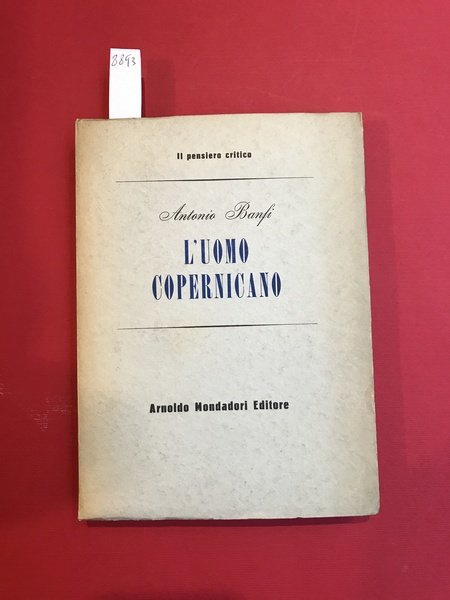 8893
Il pensiero critico
Antonio Banfi
L'UOMO
COPERNICANO
Arnoldo Mondadori Editore